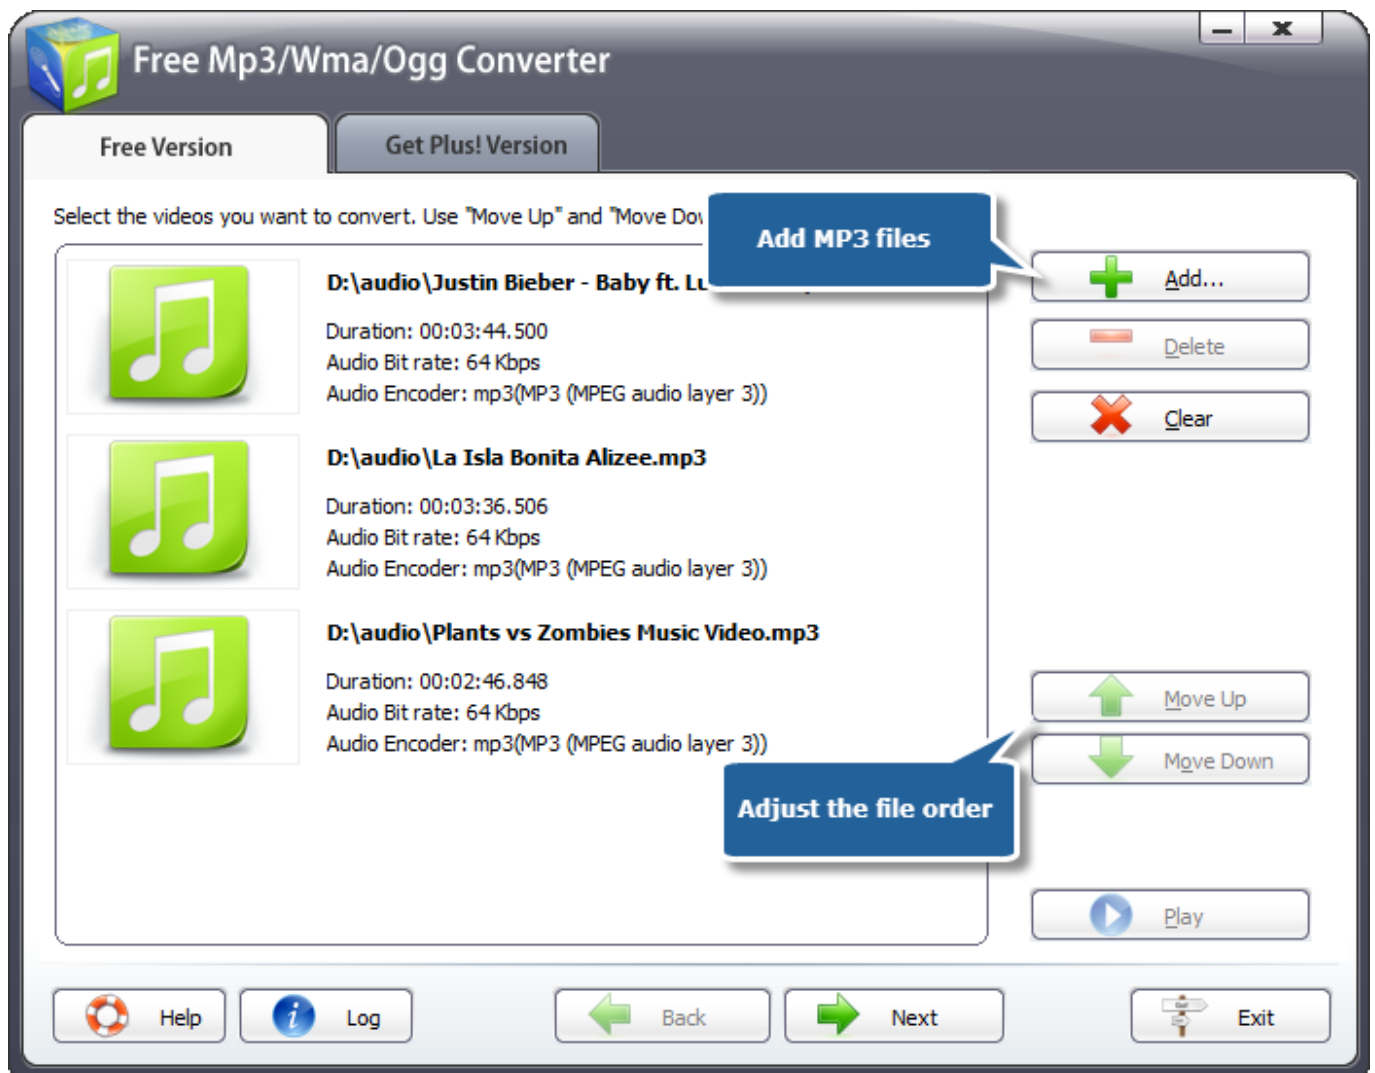 Free Mp3/Wma/Ogg Converter
Free Version
Get Plus! Version
Select the videos you want to convert. Use "Move Up" and "Move
Add MP3 files
Add...
D:\audio\Justin Bieber - Baby ft.
Duration: 00:03:44.500
Audio Bit rate: 64 Kbps
Audio Encoder: mp3(MP3 (MPEG audio layer 3))
Delete
Clear
D:\audio\La Isla Bonita Alizee.mp3
Duration: 00:03:36.506
Audio Bit rate: 64 Kbps
Audio Encoder: mp3(MP3 (MPEG audio layer 3))
D:\audio\Plants vs Zombies Music Video.mp3
Duration: 00:02:46.848
Audio Bit rate: 64 Kbps
Audio Encoder: mp3(MP3 (MPEG audio layer 3))
Move Up
Move Down
Adjust the file order
Play
Help
Log
Back
Next
Exit